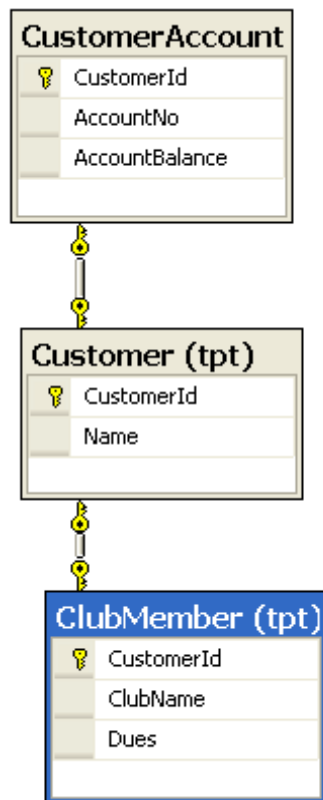 CustomerAccount
CustomerId
AccountNo
AccountBalance
Customer (tpt)
CustomerId
Name
ClubMember (tpt)
CustomerId
ClubName
Dues